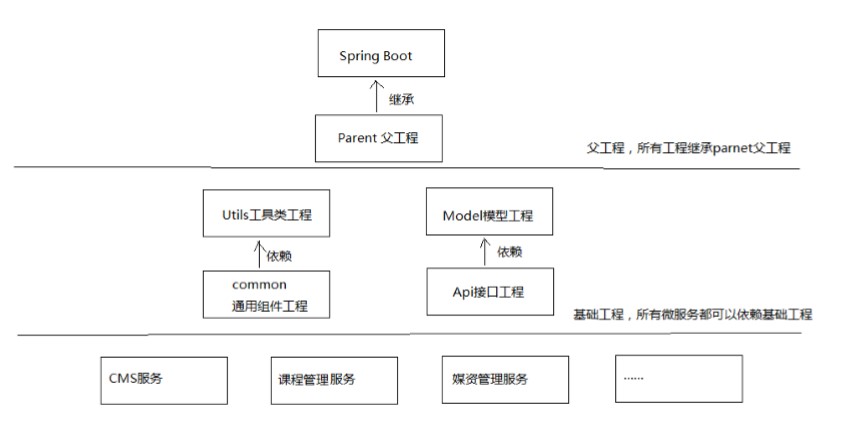 Spring Boot
继承
Parent 父工程
父工程，所有工程继承parnet父工程
Utils工具类工程
Model模型工程
依赖
依赖
common
通用组件工程
Api接口工程
基础工程，所有微服务都可以依赖基础工程
CMS服务
课程管理服务
媒资管理服务
......